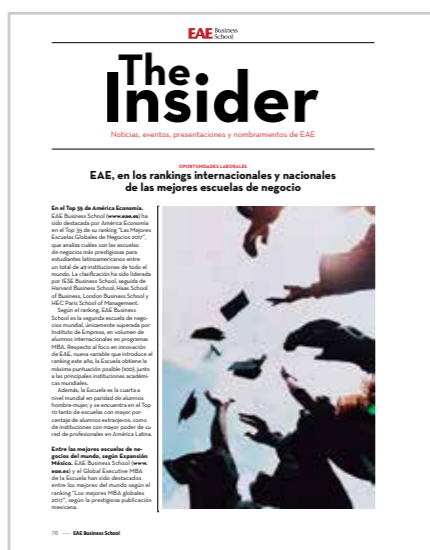 EAE Business
School
The
Insider
Noticias, eventos, presentaciones y nombramientos de EAE
OPORTUNIDADES LABORALES
EAE, en los rankings internacionales y nacionales
de las mejores escuelas de negocio
En el Top 35 de América Economía.
EAE Business School (www.eae.es) ha
sido destacada por América Economía
en el Top 35 de su ranking "Las Mejores
Escuelas Globales de Negocios 2017",
que analiza cuáles son las escuelas
de negocios más prestigiosas para
estudiantes latinoamericanos entre
un total de 47 instituciones de todo el
mundo. La clasificación ha sido liderada
por IESE Business School, seguida de
Harvard Business School, Haas School
of Business, London Business School y
HEC Paris School of Management.
Según el ranking, EAE Business
School es la segunda escuela de nego-
cios mundial, únicamente superada por
Instituto de Empresa, en volumen de
alumnos internacionales en programas
MBA. Respecto al foco en innovación
de EAE, nueva variable que introduce el
ranking este año, la Escuela obtiene la
máxima puntuación posible (100), junto
a las principales instituciones académi-
cas mundiales.
Además, la Escuela es la cuarta a
nivel mundial en paridad de alumnos
hombre-mujer, y se encuentra en el Top
10 tanto de escuelas con mayor por-
centaje de alumnos extranjeros, como
de instituciones con mayor poder de su
red de profesionales en América Latina.
Entre las mejores escuelas de ne-
gocios del mundo, según Expansión
México. EAE Business School (www.
eae.es) y el Global Executive MBA
de la Escuela han sido destacados
entre los mejores del mundo según el
ranking "Los mejores MBA globales
2017", según la prestigiosa publicación
mexicana.
76 — EAE Business School